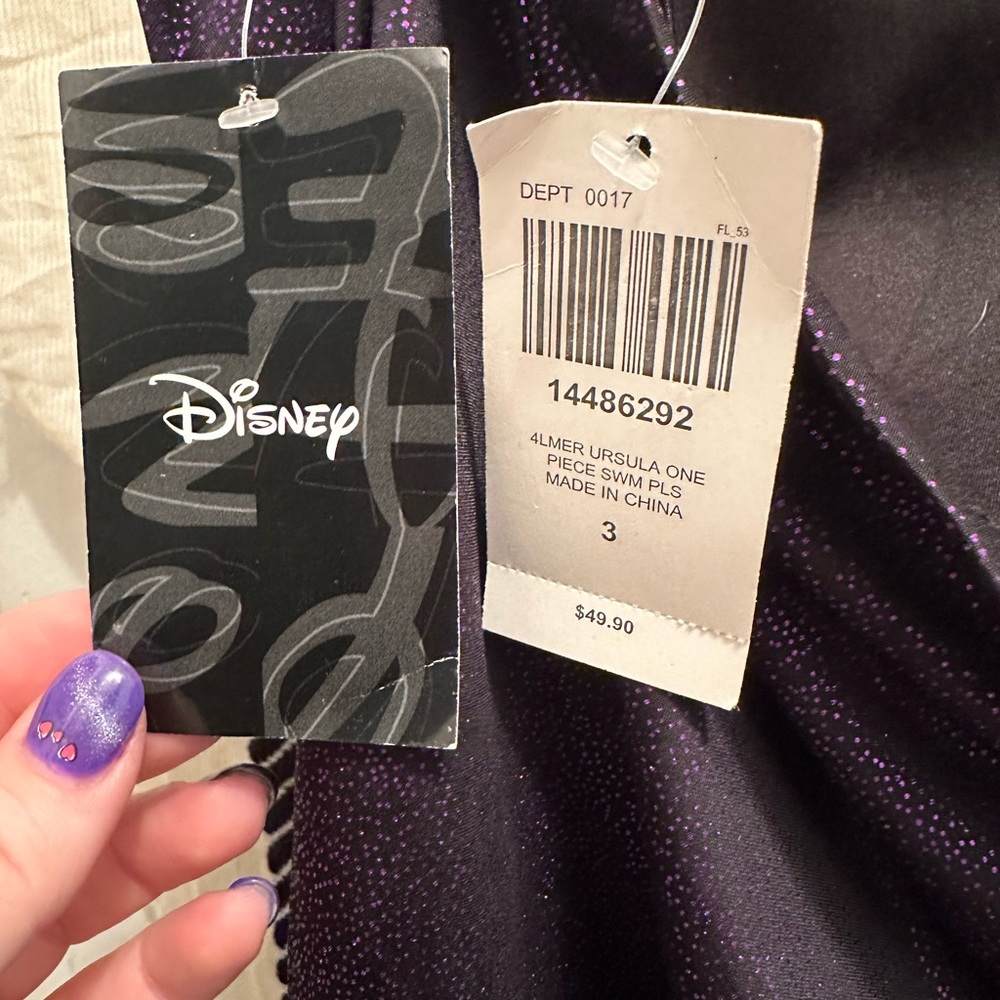 Disney
DEPT 0017
FL_53
14486292
4LMER URSULA ONE
PIECE SWM PLS
MADE IN CHINA
3
$49.90